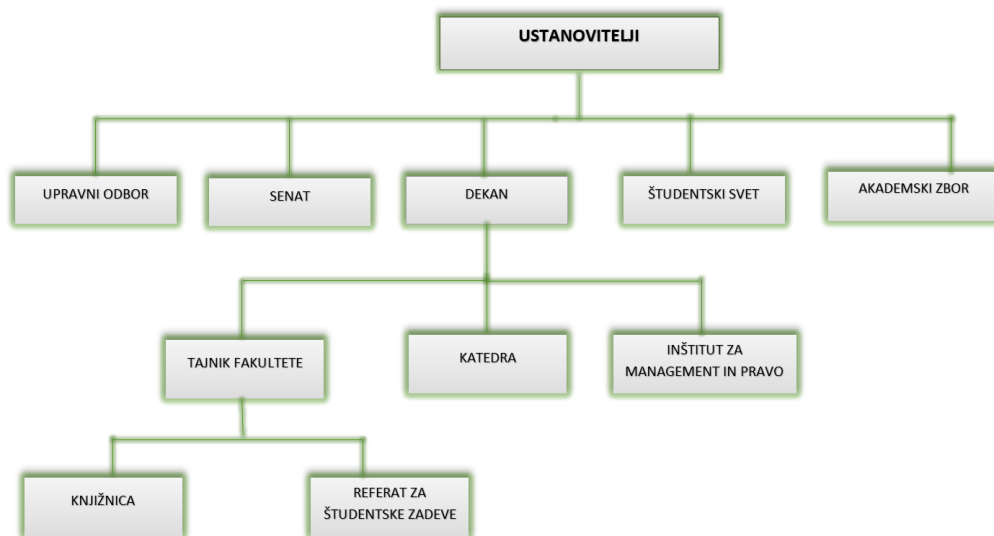 USTANOVITELJI
UPRAVNI ODBOR
SENAT
DEKAN
ŠTUDENTSKI SVET
AKADEMSKI ZBOR
TAJNIK FAKULTETE
KATEDRA
INŠTITUT ZA
MANAGEMENT IN PRAVO
KNJIŽNICA
REFERAT ZA
ŠTUDENTSKE ZADEVE